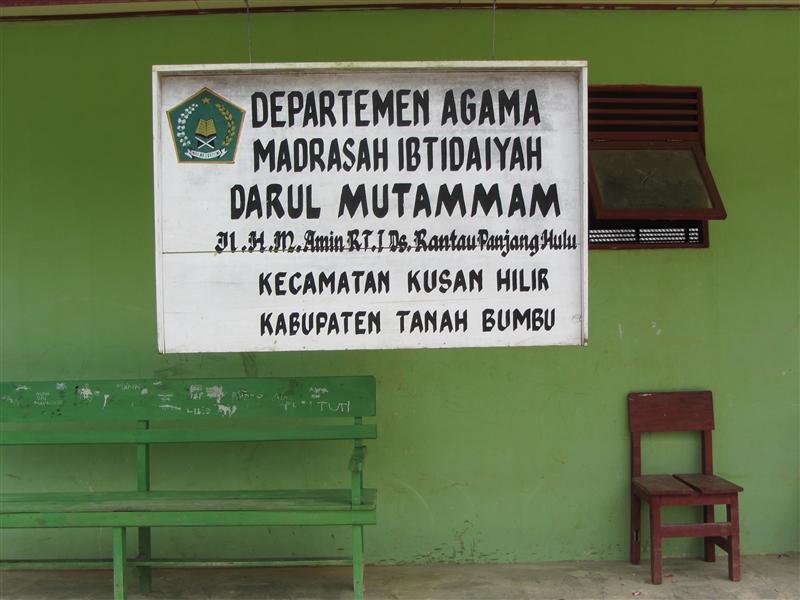 DEPARTEMEN AGAMA
MADRASAH IBTIDAIYAH
DARUL MUTAMMAM
Jl. H. M. Amin RT. I Ds. Rantau Panjang Hulu
KECAMATAN KUSAN HILIR
KABUPATEN TANAH BUMBU